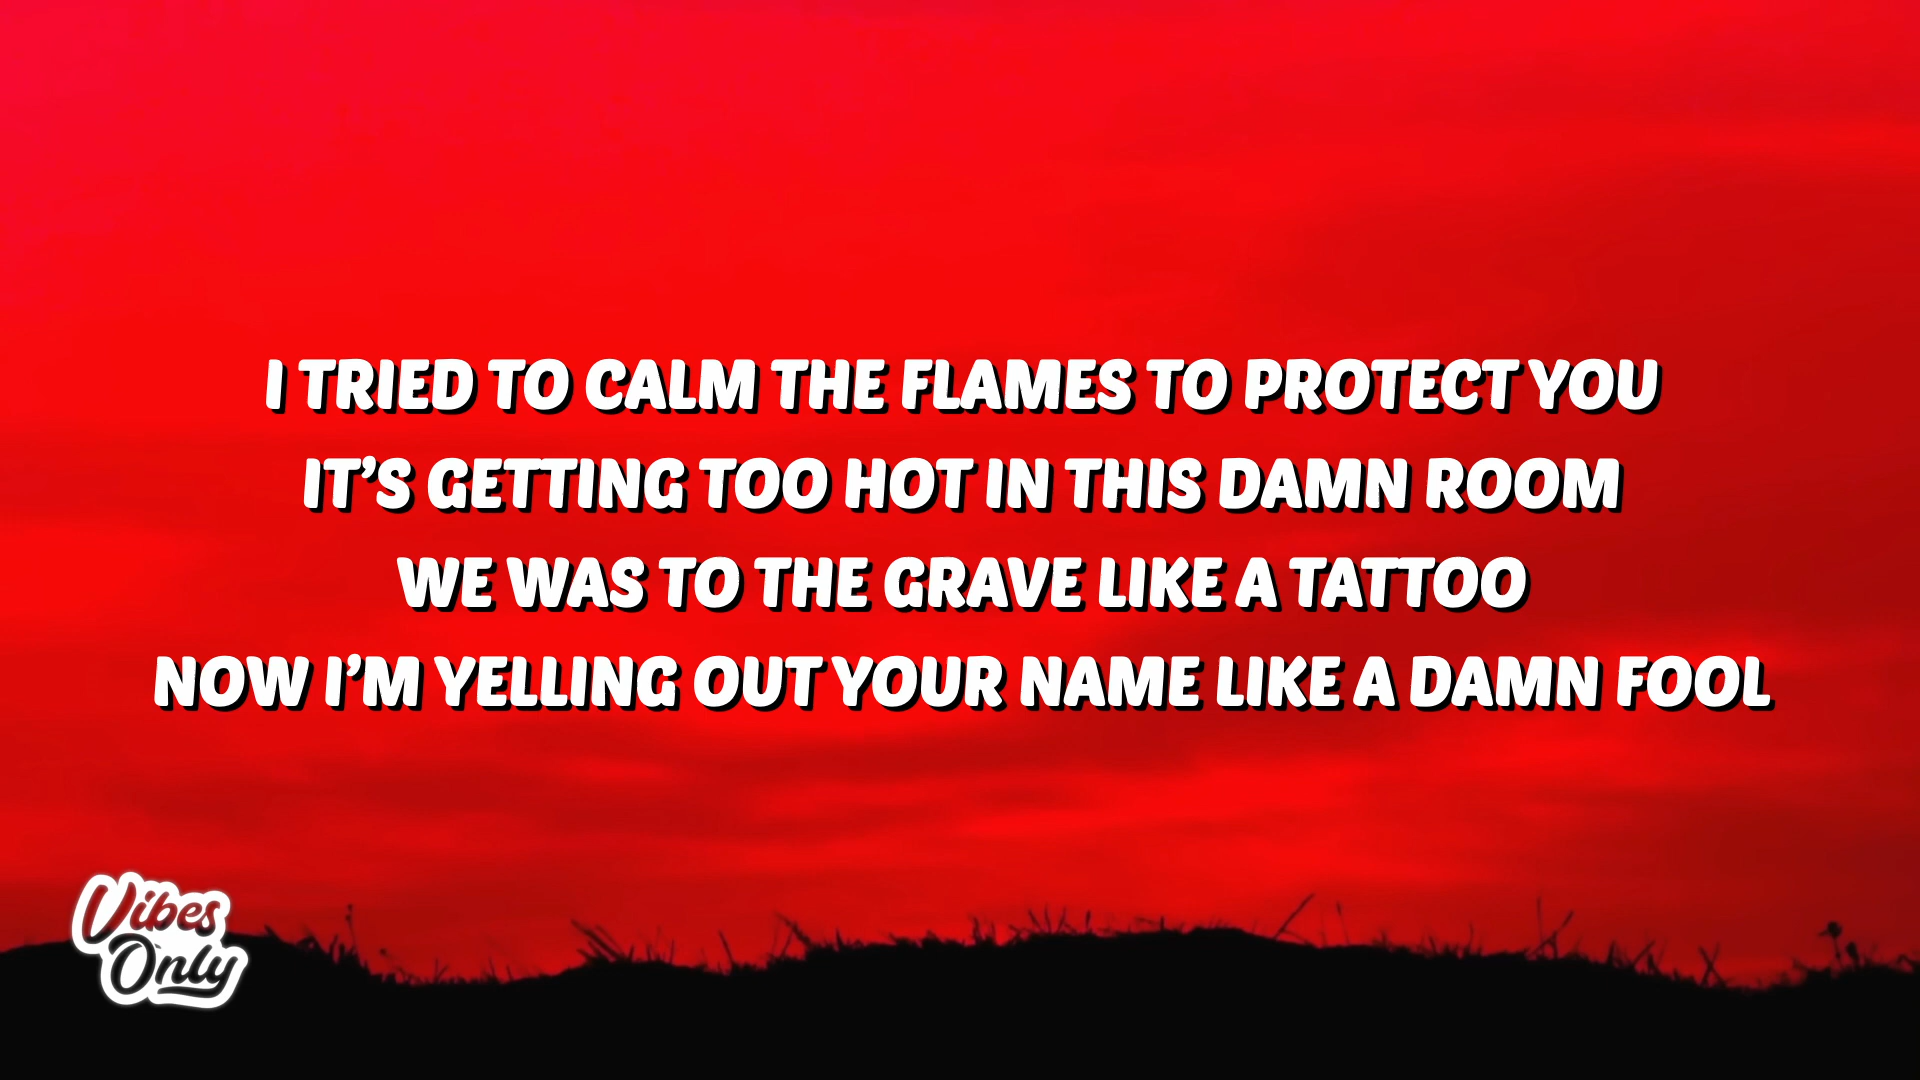 I TRIED TO CALM THE FLAMES TO PROTECT YOU
IT’S GETTING TOO HOT IN THIS DAMN ROOM
WE WAS TO THE GRAVE LIKE A TATTOO
NOW I’M YELLING OUT YOUR NAME LIKE A DAMN FOOL
Vibes
Only